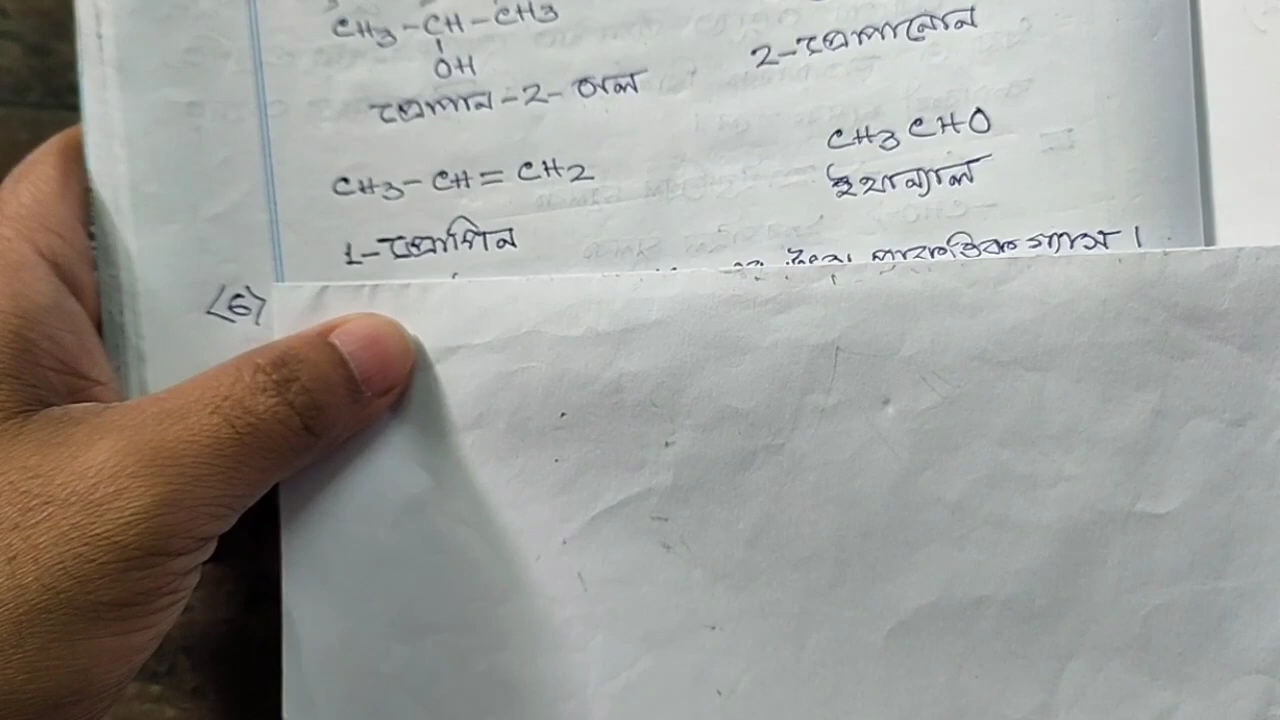 CH3-CH-CH3
OH
প্রোপান-2-অল
2-প্রোপানোন
CH3-CH=CH2
1-প্রোপিন
CH3CHO
ইথান্যাল
গ্যাস।
<6>